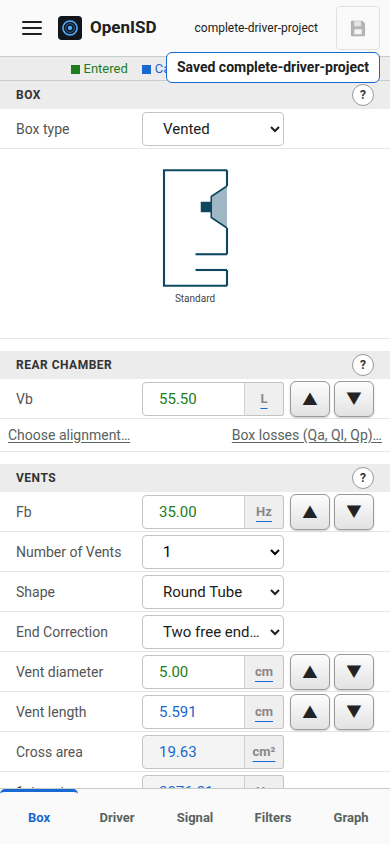 OpenISD
complete-driver-project
Entered
Saved complete-driver-project
BOX
?
Box type
Vented
Standard
REAR CHAMBER
?
Vb
55.50
L
Choose alignment...
Box losses (Qa, Ql, Qp)...
VENTS
?
Fb
35.00
Hz
Number of Vents
1
Shape
Round Tube
End Correction
Two free end...
Vent diameter
5.00
cm
Vent length
5.591
cm
Cross area
19.63
cm²
Box
Driver
Signal
Filters
Graph